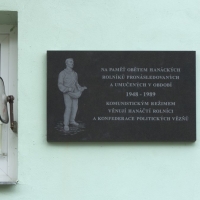 NA PAMĚŤ OBĚTEM HANÁCKÝCH
ROLNÍKŮ PRONÁSLEDOVANÝCH
A UMUČENÝCH V OBDOBÍ
1948 - 1989
KOMUNISTICKÝM REŽIMEM
VĚNUJÍ HANÁČTÍ ROLNÍCI
A KONFEDERACE POLITICKÝCH VĚZŇŮ